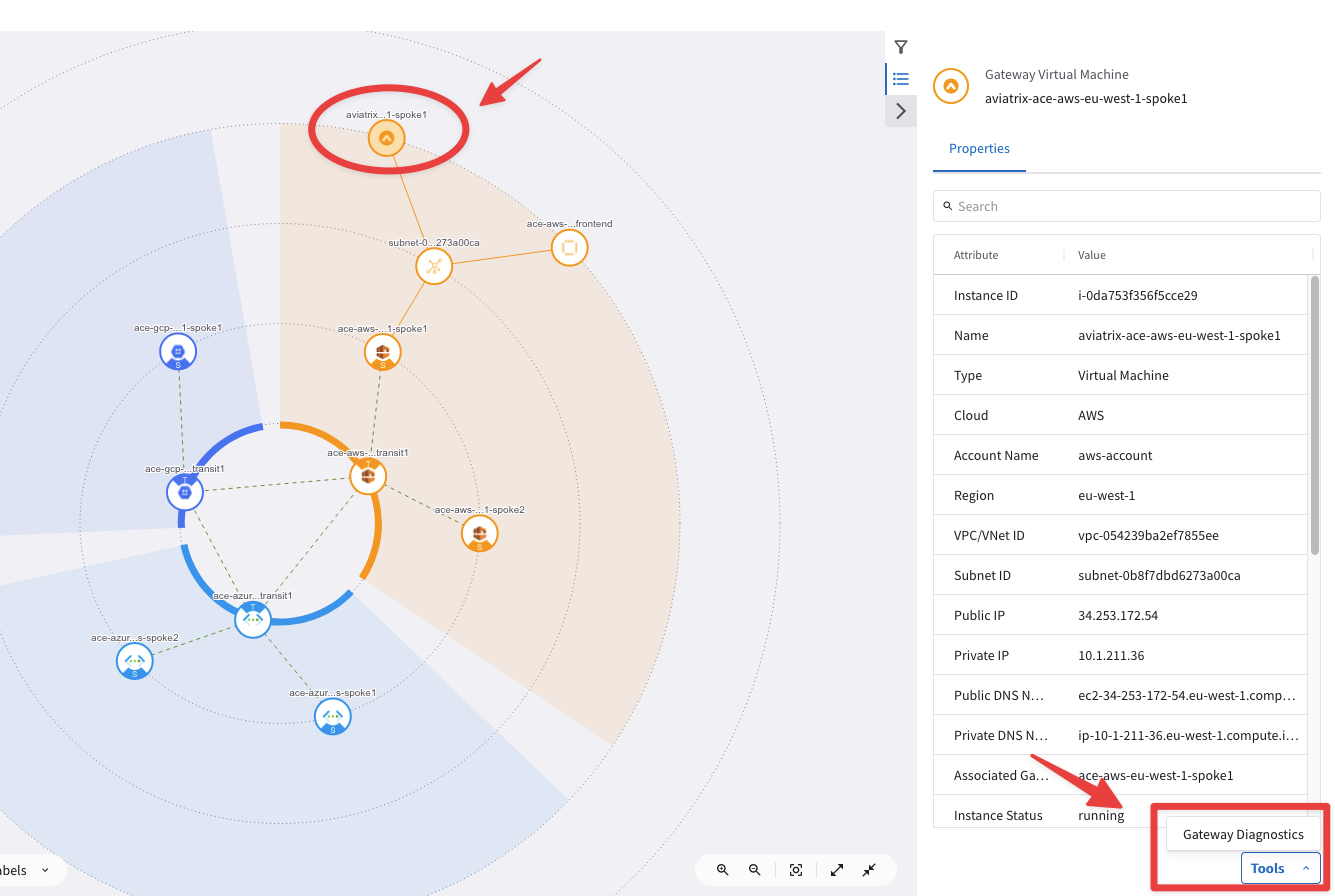 aviatrix...1-spoke1
ace-aws-...frontend
subnet-0...273a00ca
ace-gcp-...1-spoke1
ace-aws-...1-spoke1
S
S
ace-aws-...transit1
T
ace-gcp-...transit1
T
ace-aws-...1-spoke2
S
ace-azur...transit1
T
ace-azur...s-spoke2
S
ace-azur...s-spoke1
S
abels
Gateway Virtual Machine
aviatrix-ace-aws-eu-west-1-spoke1
Properties
Search
Attribute Value
Instance ID i-0da753f356f5cce29
Name aviatrix-ace-aws-eu-west-1-spoke1
Type Virtual Machine
Cloud AWS
Account Name aws-account
Region eu-west-1
VPC/VNet ID vpc-054239ba2ef7855ee
Subnet ID subnet-0b8f7dbd6273a00ca
Public IP 34.253.172.54
Private IP 10.1.211.36
Public DNS N... ec2-34-253-172-54.eu-west-1.comp...
Private DNS N... ip-10-1-211-36.eu-west-1.compute.i...
Associated Ga... ace-aws-eu-west-1-spoke1
Instance Status running
Gateway Diagnostics
Tools